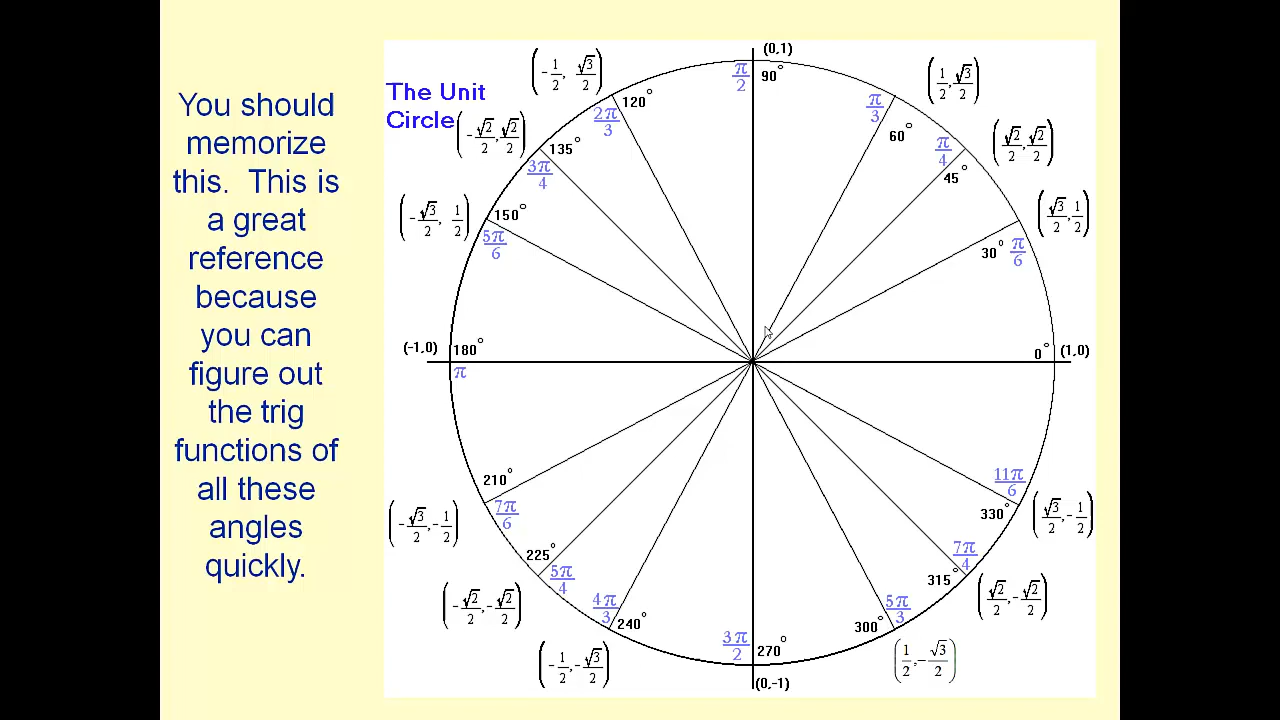 You should
memorize
this. This is
a great
reference
because
you can
figure out
the trig
functions of
all these
angles
quickly.
The Unit
Circle
(0,1)
π/2
90°
(1/2, √3/2)
π/3
60°
(√2/2, √2/2)
π/4
45°
(√3/2, 1/2)
30°
π/6
0°
(1,0)
(-1/2, √3/2)
120°
2π/3
(-√2/2, √2/2)
135°
3π/4
(-√3/2, 1/2)
150°
5π/6
(-1,0)
180°
π
210°
7π/6
(-√3/2, -1/2)
225°
5π/4
(-√2/2, -√2/2)
4π/3
240°
(-1/2, -√3/2)
3π/2
270°
(0,-1)
5π/3
300°
(1/2, -√3/2)
7π/4
315°
(√2/2, -√2/2)
11π/6
330°
(√3/2, -1/2)